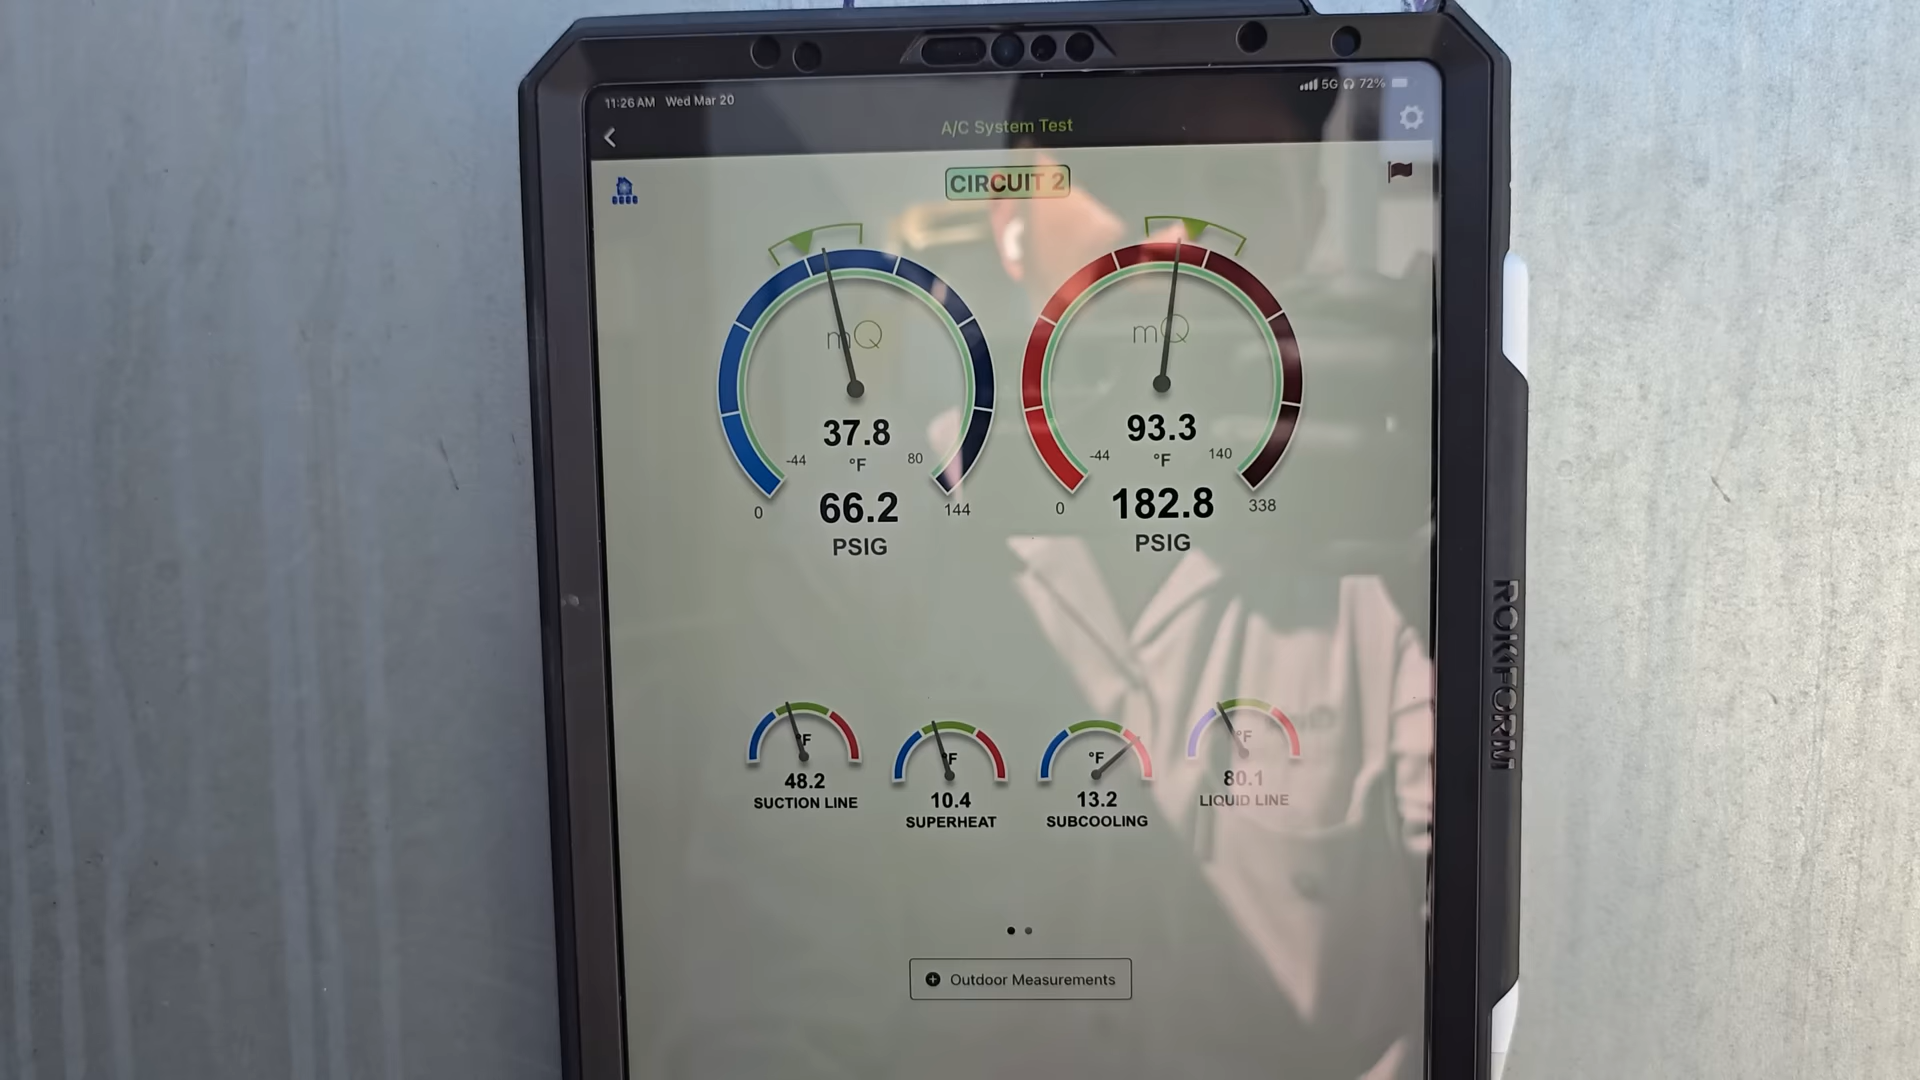 11:26 AM Wed Mar 20
5G 72%
A/C System Test
CIRCUIT 2
mQ
37.8
-44 °F 80
66.2
0 144
PSIG
mQ
93.3
-44 °F 140
182.8
0 338
PSIG
°F
48.2
SUCTION LINE
°F
10.4
SUPERHEAT
°F
13.2
SUBCOOLING
°F
80.1
LIQUID LINE
Outdoor Measurements
ROKFORM